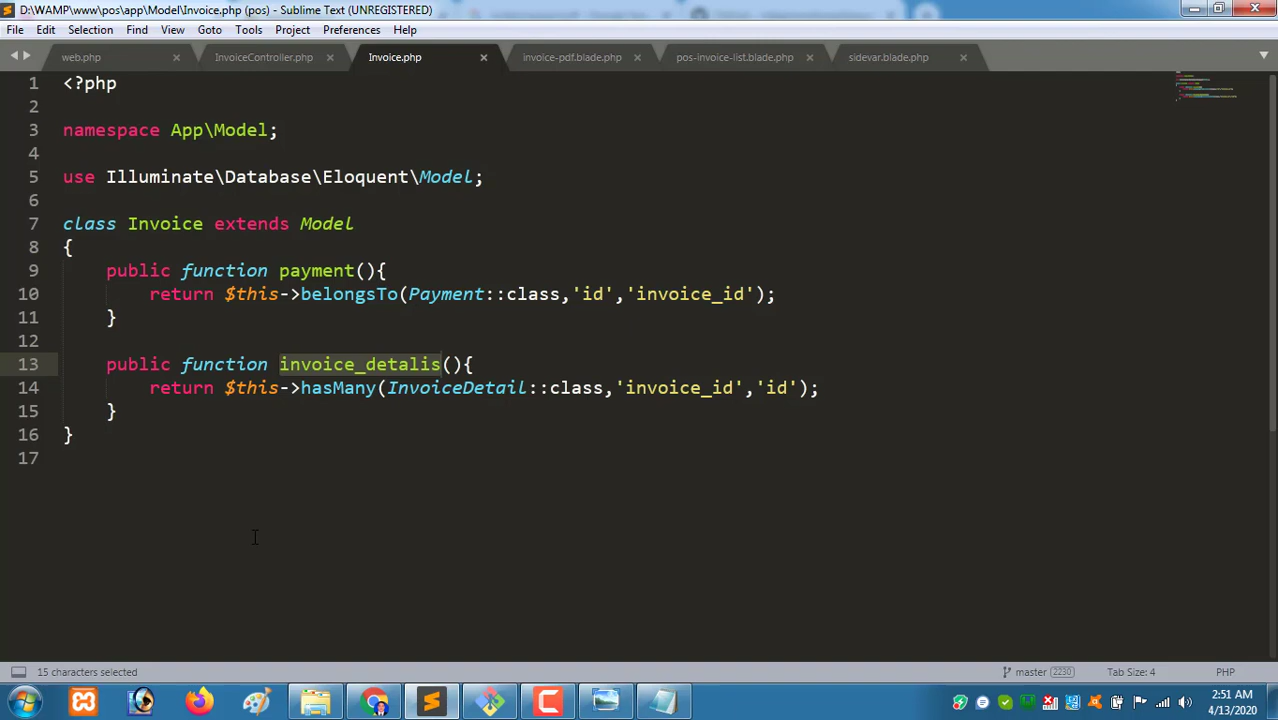 D:\WAMP\www\pos\app\Model\Invoice.php (pos) - Sublime Text (UNREGISTERED)
File Edit Selection Find View Goto Tools Project Preferences Help
web.php InvoiceController.php Invoice.php invoice-pdf.blade.php pos-invoice-list.blade.php sidevar.blade.php
1 <?php
2
3 namespace App\Model;
4
5 use Illuminate\Database\Eloquent\Model;
6
7 class Invoice extends Model
8 {
9 public function payment(){
10 return $this->belongsTo(Payment::class,'id','invoice_id');
11 }
12
13 public function invoice_detalis(){
14 return $this->hasMany(InvoiceDetail::class,'invoice_id','id');
15 }
16 }
17
15 characters selected master 2230 Tab Size: 4 PHP
2:51 AM
4/13/2020